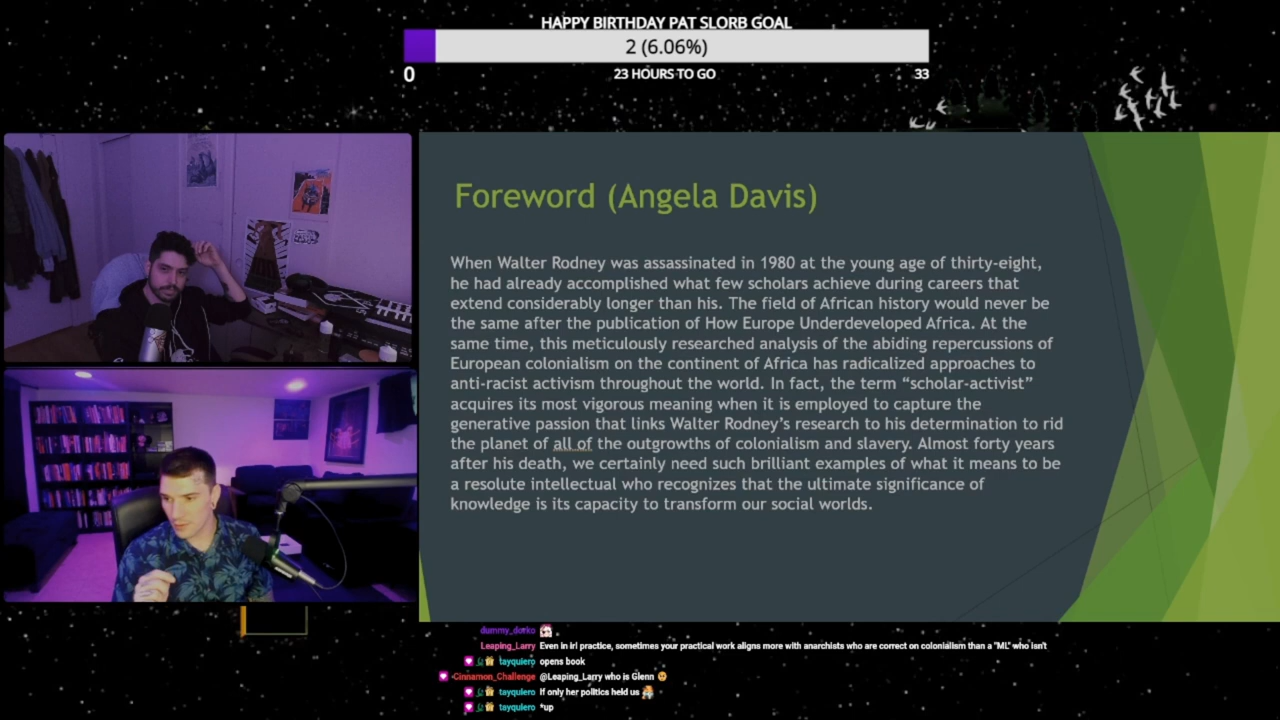 HAPPY BIRTHDAY PAT SLORB GOAL
2 (6.06%)
0 23 HOURS TO GO 33
Foreword (Angela Davis)
When Walter Rodney was assassinated in 1980 at the young age of thirty-eight,
he had already accomplished what few scholars achieve during careers that
extend considerably longer than his. The field of African history would never be
the same after the publication of How Europe Underdeveloped Africa. At the
same time, this meticulously researched analysis of the abiding repercussions of
European colonialism on the continent of Africa has radicalized approaches to
anti-racist activism throughout the world. In fact, the term “scholar-activist”
acquires its most vigorous meaning when it is employed to capture the
generative passion that links Walter Rodney’s research to his determination to rid
the planet of all of the outgrowths of colonialism and slavery. Almost forty years
after his death, we certainly need such brilliant examples of what it means to be
a resolute intellectual who recognizes that the ultimate significance of
knowledge is its capacity to transform our social worlds.
dummy_dorko
Leaping_Larry Even in irl practice, sometimes your practical work aligns more with anarchists who are correct on colonialism than a "ML" who isn't
tayquiero opens book
Cinnamon_Challenge @Leaping_Larry who is Glenn
tayquiero If only her politics held us
tayquiero *up